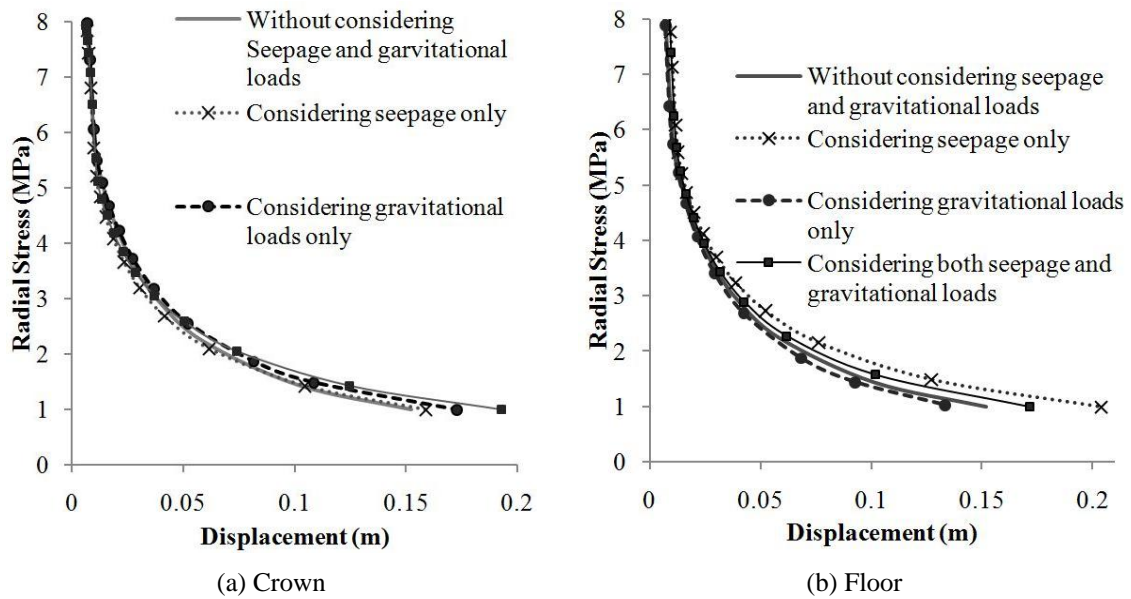 8
7
6
5
4
3
2
1
0
Radial Stress (MPa)
0
0.05
0.1
0.15
0.2
Displacement (m)
Without considering
Seepage and garvitational
loads
Considering seepage only
Considering gravitational
loads only
(a) Crown
8
7
6
5
4
3
2
1
0
Radial Stress (MPa)
0
0.05
0.1
0.15
0.2
Displacement (m)
Without considering seepage
and gravitational loads
Considering seepage only
Considering gravitational loads
only
Considering both seepage and
gravitational loads
(b) Floor